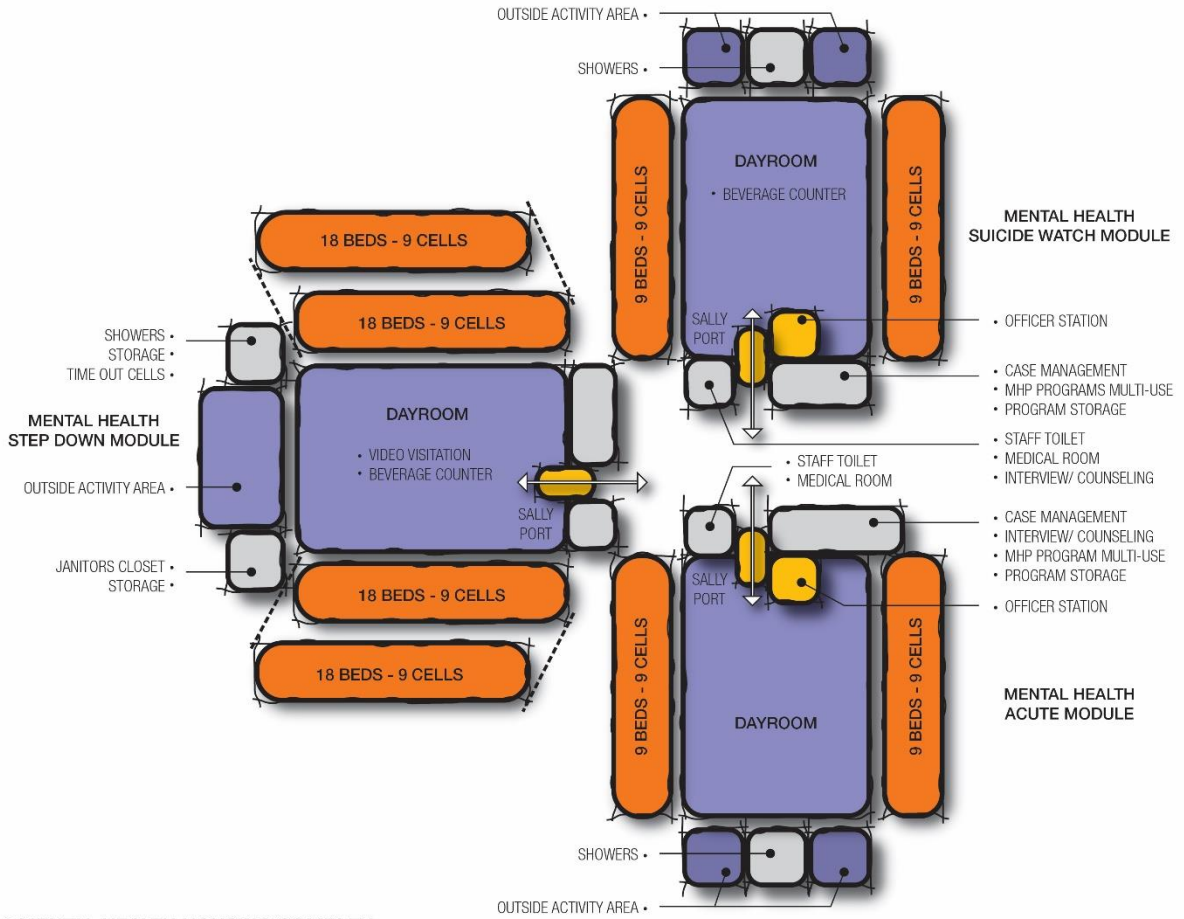 OUTSIDE ACTIVITY AREA •
SHOWERS •
DAYROOM
• BEVERAGE COUNTER
9 BEDS - 9 CELLS
9 BEDS - 9 CELLS
MENTAL HEALTH
SUICIDE WATCH MODULE
SALLY
PORT
• OFFICER STATION
• CASE MANAGEMENT
• MHP PROGRAMS MULTI-USE
• PROGRAM STORAGE
• STAFF TOILET
• MEDICAL ROOM
• INTERVIEW/ COUNSELING
18 BEDS - 9 CELLS
18 BEDS - 9 CELLS
SHOWERS •
STORAGE •
TIME OUT CELLS •
MENTAL HEALTH
STEP DOWN MODULE
OUTSIDE ACTIVITY AREA •
JANITORS CLOSET •
STORAGE •
DAYROOM
• VIDEO VISITATION
• BEVERAGE COUNTER
SALLY
PORT
18 BEDS - 9 CELLS
18 BEDS - 9 CELLS
• STAFF TOILET
• MEDICAL ROOM
• CASE MANAGEMENT
• INTERVIEW/ COUNSELING
• MHP PROGRAM MULTI-USE
• PROGRAM STORAGE
• OFFICER STATION
SALLY
PORT
9 BEDS - 9 CELLS
9 BEDS - 9 CELLS
DAYROOM
MENTAL HEALTH
ACUTE MODULE
SHOWERS •
OUTSIDE ACTIVITY AREA •